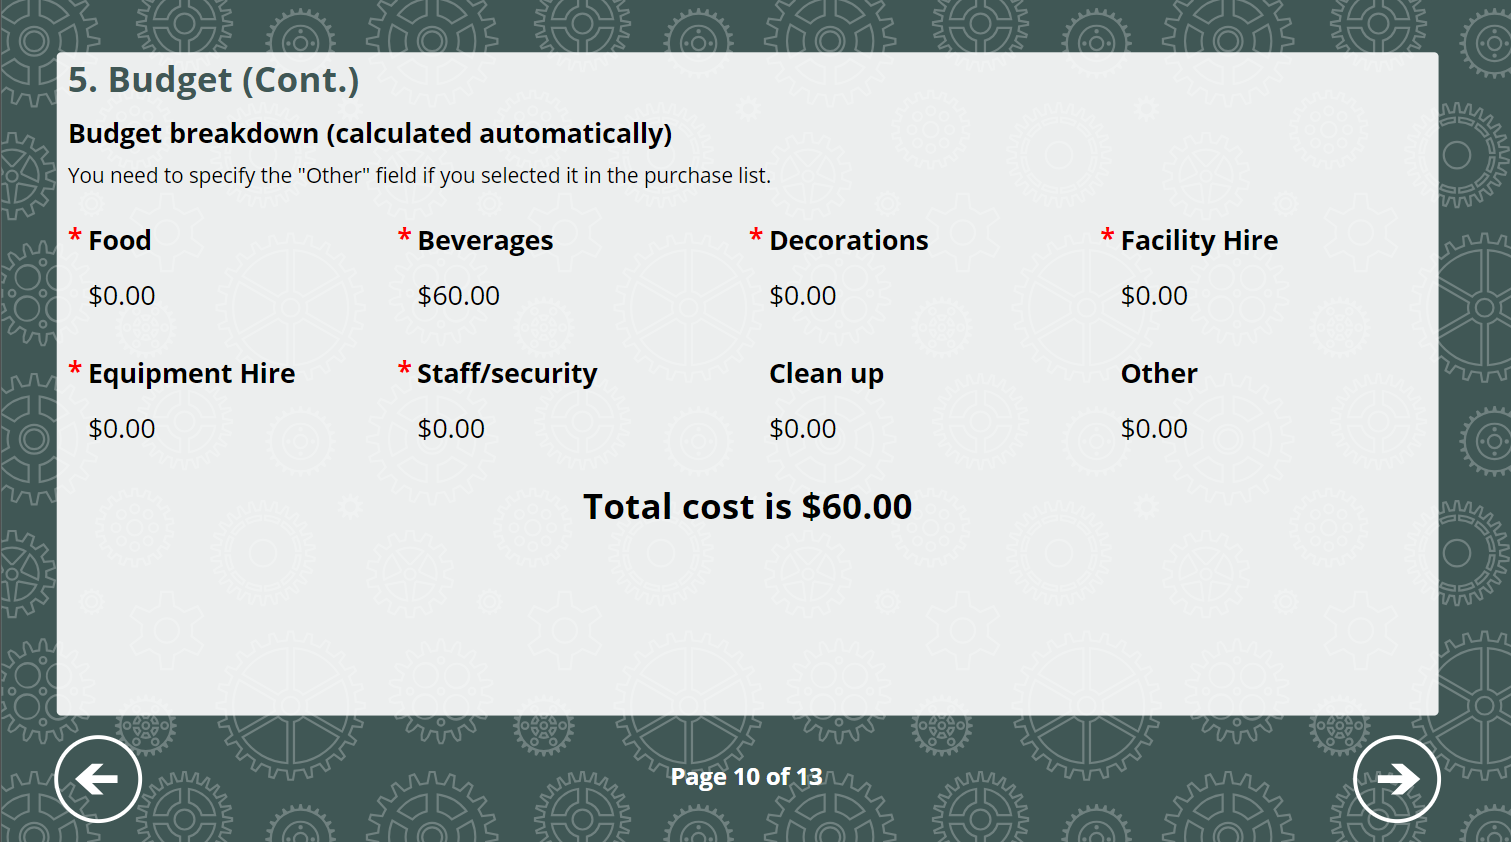 5. Budget (Cont.)
Budget breakdown (calculated automatically)
You need to specify the "Other" field if you selected it in the purchase list.
* Food * Beverages * Decorations * Facility Hire
$0.00 $60.00 $0.00 $0.00
* Equipment Hire * Staff/security Clean up Other
$0.00 $0.00 $0.00 $0.00
Total cost is $60.00
Page 10 of 13